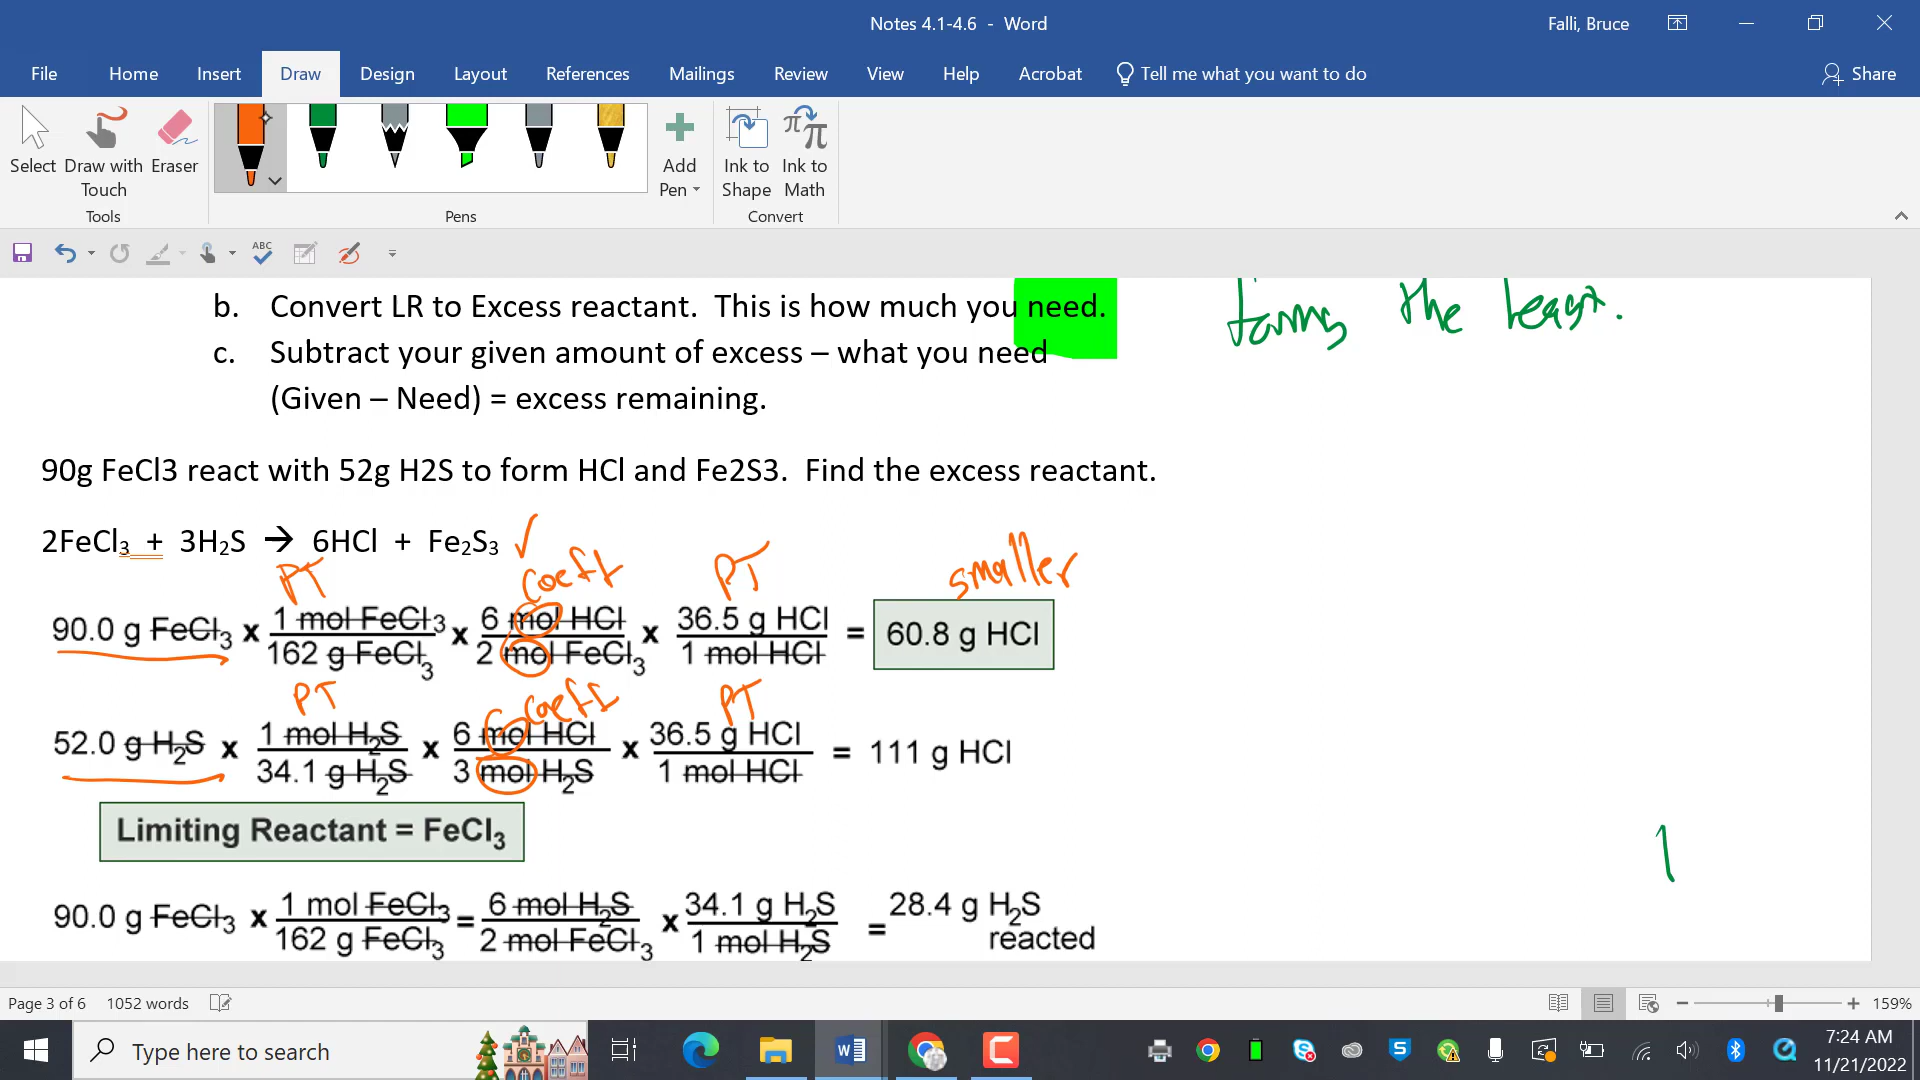 Notes 4.1-4.6 - Word
Falli, Bruce
File Home Insert Draw Design Layout References Mailings Review View Help Acrobat Tell me what you want to do Share
Select Draw with Touch Eraser Add Pen Ink to Shape Ink to Math
Tools Pens Convert
ABC
b. Convert LR to Excess reactant. This is how much you need.
forms the least.
c. Subtract your given amount of excess – what you need
(Given – Need) = excess remaining.
90g FeCl3 react with 52g H2S to form HCl and Fe2S3. Find the excess reactant.
2FeCl₃ + 3H₂S → 6HCl + Fe₂S₃ ✓
PT coeff PT smaller
90.0 g FeCl₃ x 1 mol FeCl₃ / 162 g FeCl₃ x 6 mol HCl / 2 mol FeCl₃ x 36.5 g HCl / 1 mol HCl = 60.8 g HCl
PT coeff PT
52.0 g H₂S x 1 mol H₂S / 34.1 g H₂S x 6 mol HCl / 3 mol H₂S x 36.5 g HCl / 1 mol HCl = 111 g HCl
Limiting Reactant = FeCl₃
90.0 g FeCl₃ x 1 mol FeCl₃ / 162 g FeCl₃ = 6 mol H₂S / 2 mol FeCl₃ x 34.1 g H₂S / 1 mol H₂S = 28.4 g H₂S reacted
Page 3 of 6 1052 words 159%
Type here to search
7:24 AM
11/21/2022